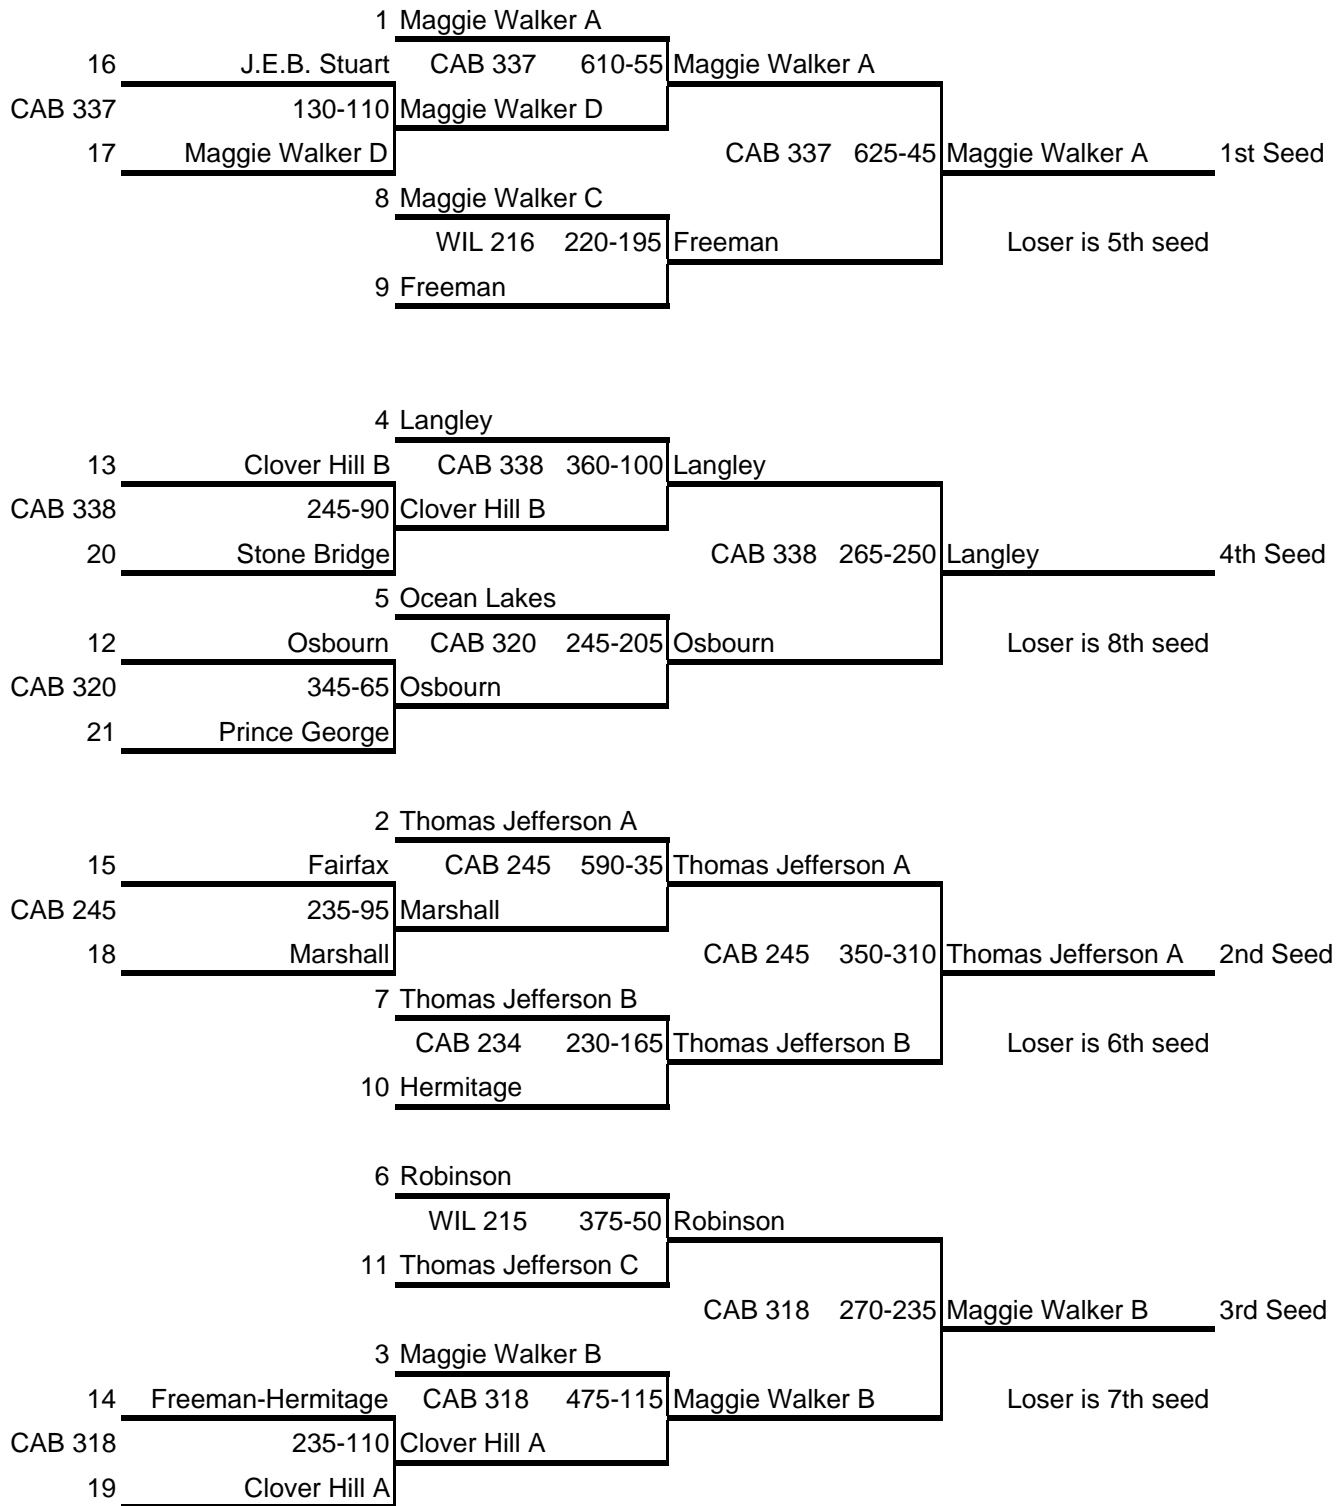 1 Maggie Walker A
16 J.E.B. Stuart CAB 337 610-55 Maggie Walker A
CAB 337 130-110 Maggie Walker D
17 Maggie Walker D CAB 337 625-45 Maggie Walker A 1st Seed
8 Maggie Walker C
WIL 216 220-195 Freeman Loser is 5th seed
9 Freeman
4 Langley
13 Clover Hill B CAB 338 360-100 Langley
CAB 338 245-90 Clover Hill B
20 Stone Bridge CAB 338 265-250 Langley 4th Seed
5 Ocean Lakes
12 Osbourn CAB 320 245-205 Osbourn Loser is 8th seed
CAB 320 345-65 Osbourn
21 Prince George
2 Thomas Jefferson A
15 Fairfax CAB 245 590-35 Thomas Jefferson A
CAB 245 235-95 Marshall
18 Marshall CAB 245 350-310 Thomas Jefferson A 2nd Seed
7 Thomas Jefferson B
CAB 234 230-165 Thomas Jefferson B Loser is 6th seed
10 Hermitage
6 Robinson
WIL 215 375-50 Robinson
11 Thomas Jefferson C
CAB 318 270-235 Maggie Walker B 3rd Seed
3 Maggie Walker B
14 Freeman-Hermitage CAB 318 475-115 Maggie Walker B Loser is 7th seed
CAB 318 235-110 Clover Hill A
19 Clover Hill A